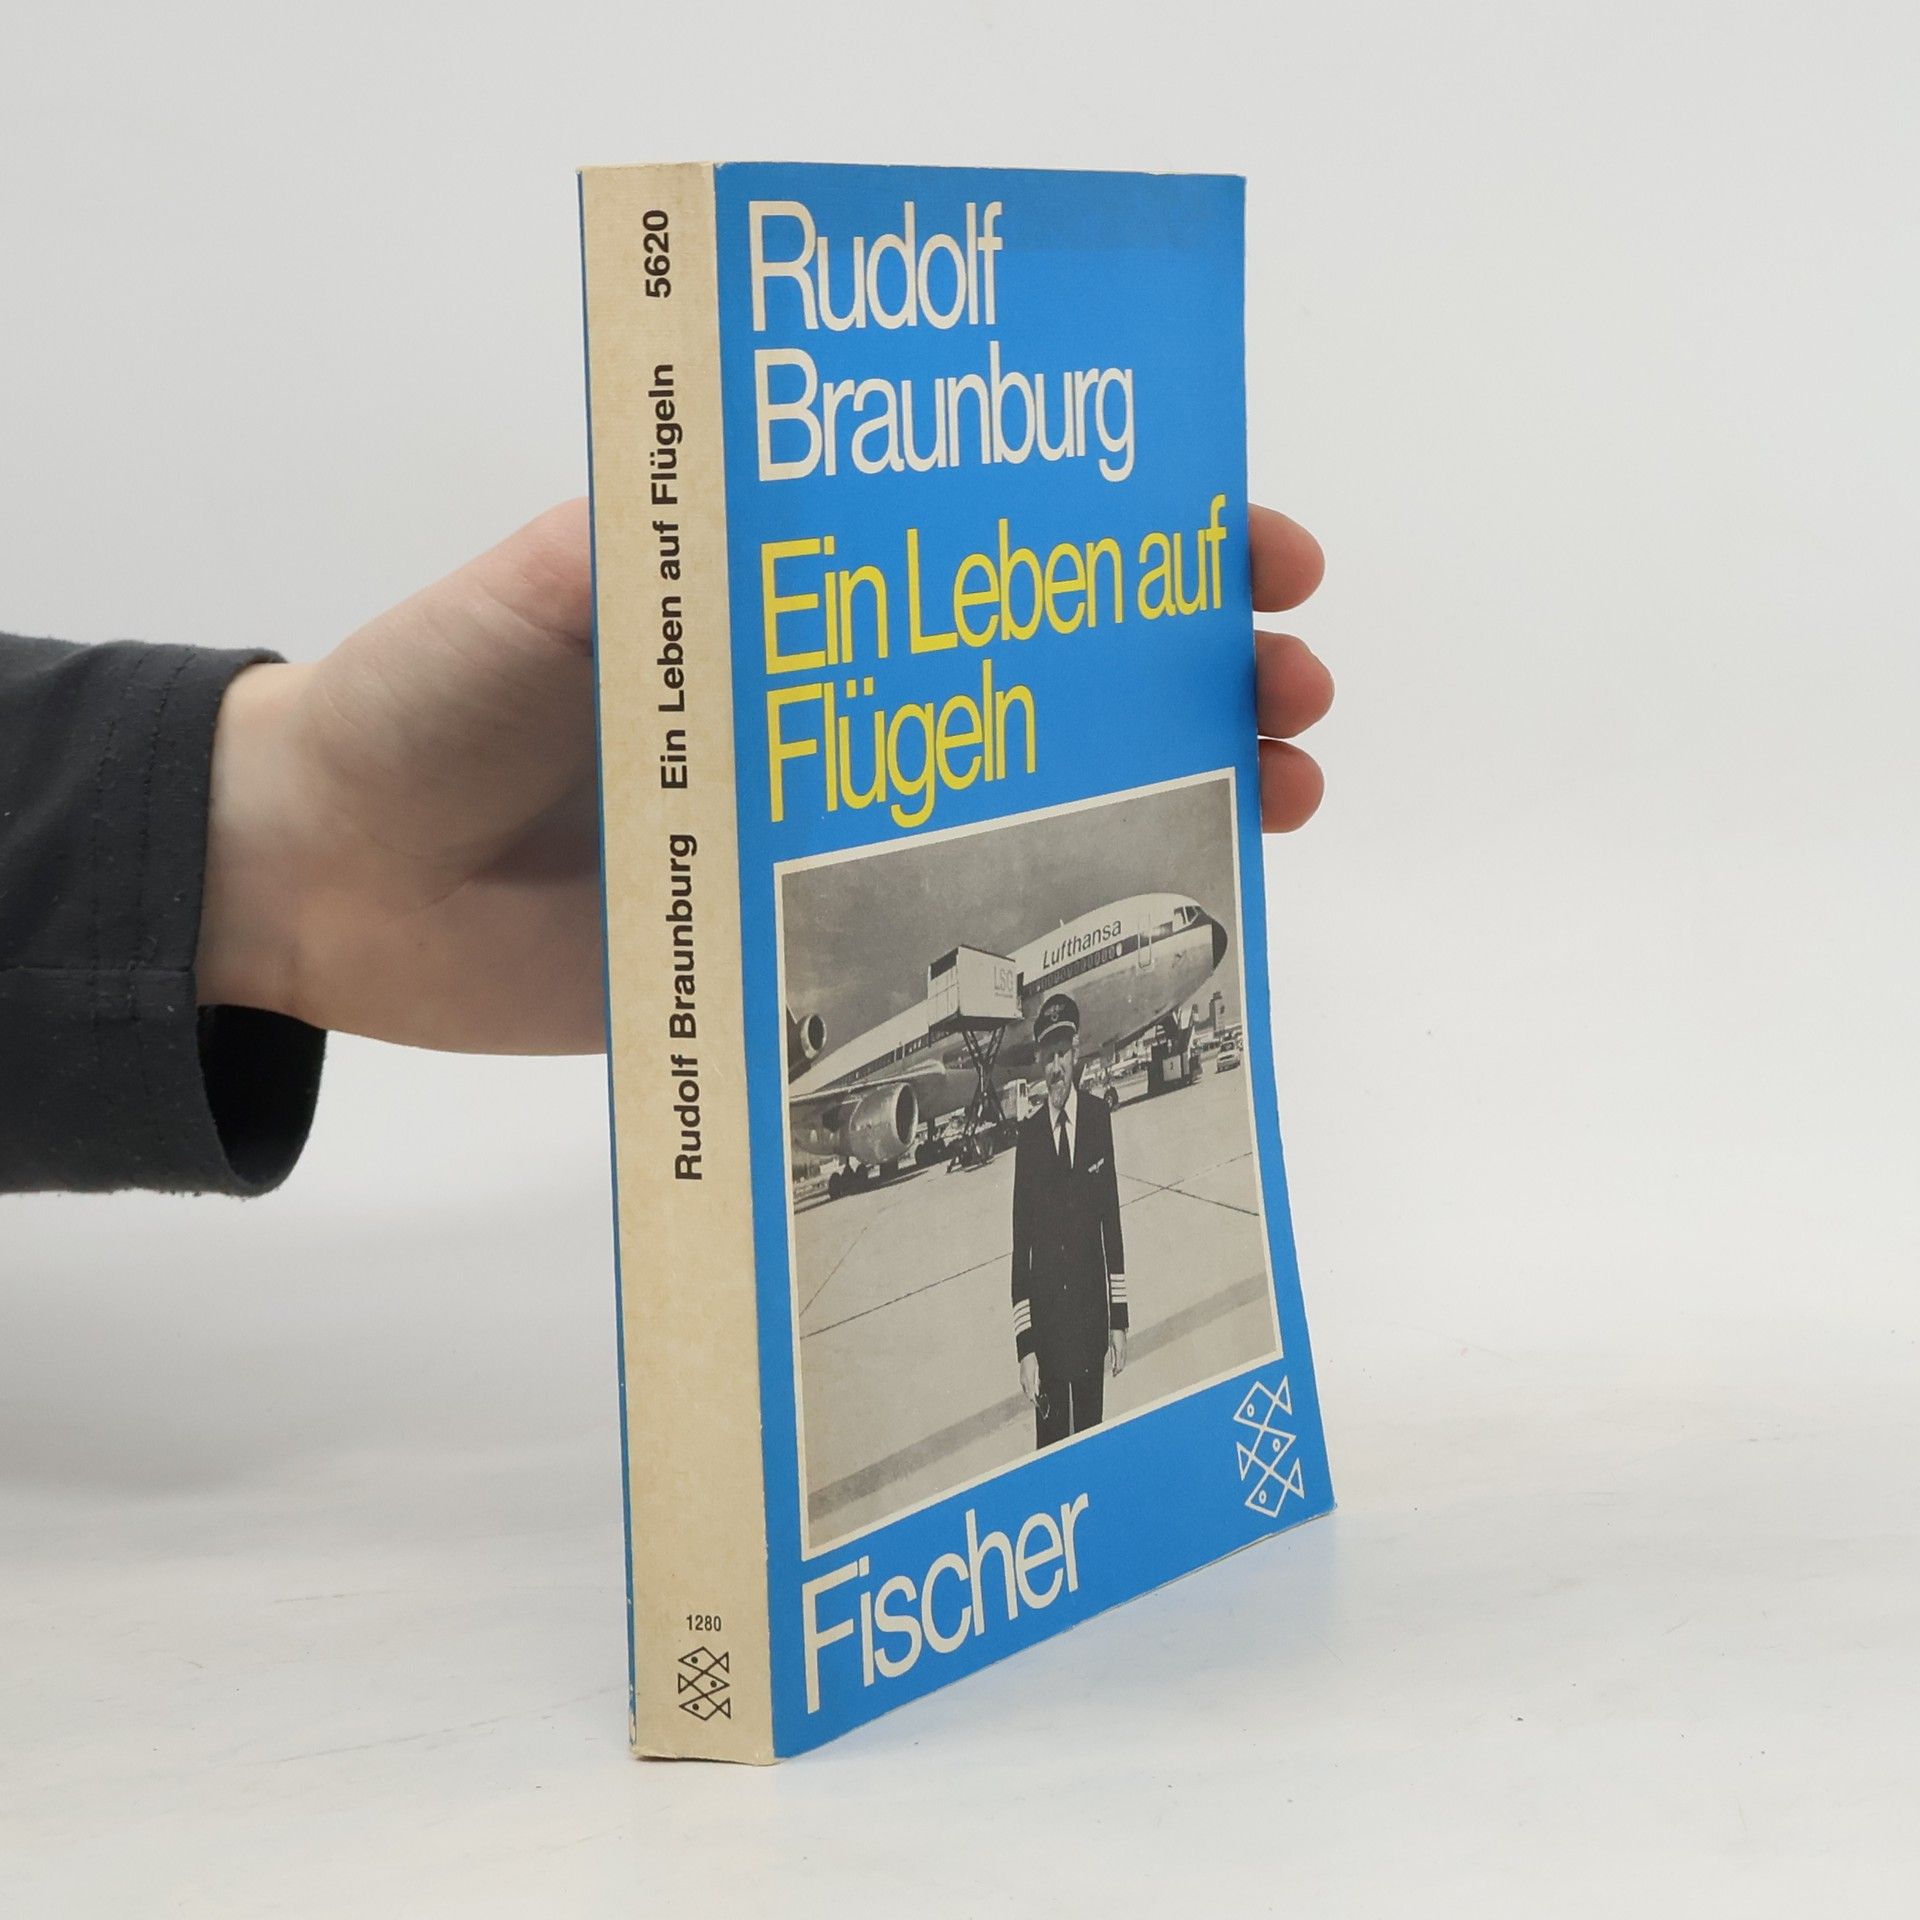 Rudolf Braunburg Ein Leben auf Flügeln 5620
1280
Rudolf
Braunburg
Ein Leben auf
Flügeln
Lufthansa
LSG
Fischer